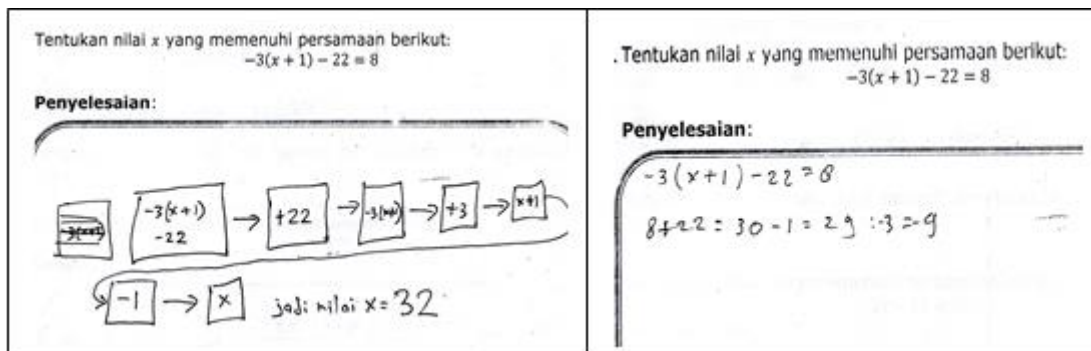 Tentukan nilai x yang memenuhi persamaan berikut:
-3(x + 1) - 22 = 8
Penyelesaian:
-3(x+1)
-22
→ +22 → -3(x+1) → +3 → x+1
-1 → x jadi nilai x = 32
. Tentukan nilai x yang memenuhi persamaan berikut:
-3(x + 1) - 22 = 8
Penyelesaian:
-3(x+1) -22 = 8
8+22 = 30 - 1 = 29 : -3 = -9